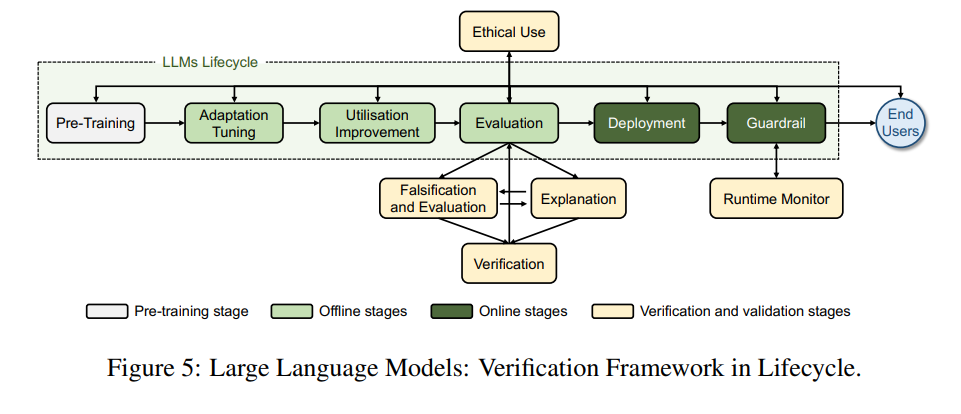 Ethical Use
LLMs Lifecycle
Pre-Training
Adaptation
Tuning
Utilisation
Improvement
Evaluation
Deployment
Guardrail
End
Users
Falsification
and Evaluation
Explanation
Runtime Monitor
Verification
Pre-training stage
Offline stages
Online stages
Verification and validation stages
Figure 5: Large Language Models: Verification Framework in Lifecycle.